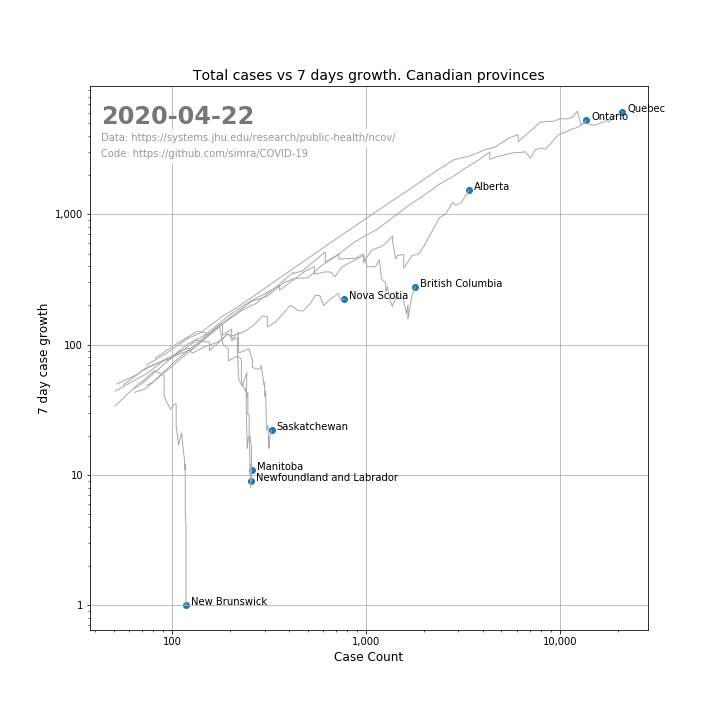 Total cases vs 7 days growth. Canadian provinces
2020-04-22
Data: https://systems.jhu.edu/research/public-health/ncov/
Code: https://github.com/simra/COVID-19
Quebec
Ontario
Alberta
British Columbia
Nova Scotia
Saskatchewan
Manitoba
Newfoundland and Labrador
New Brunswick
7 day case growth
1,000
100
10
1
100
1,000
10,000
Case Count